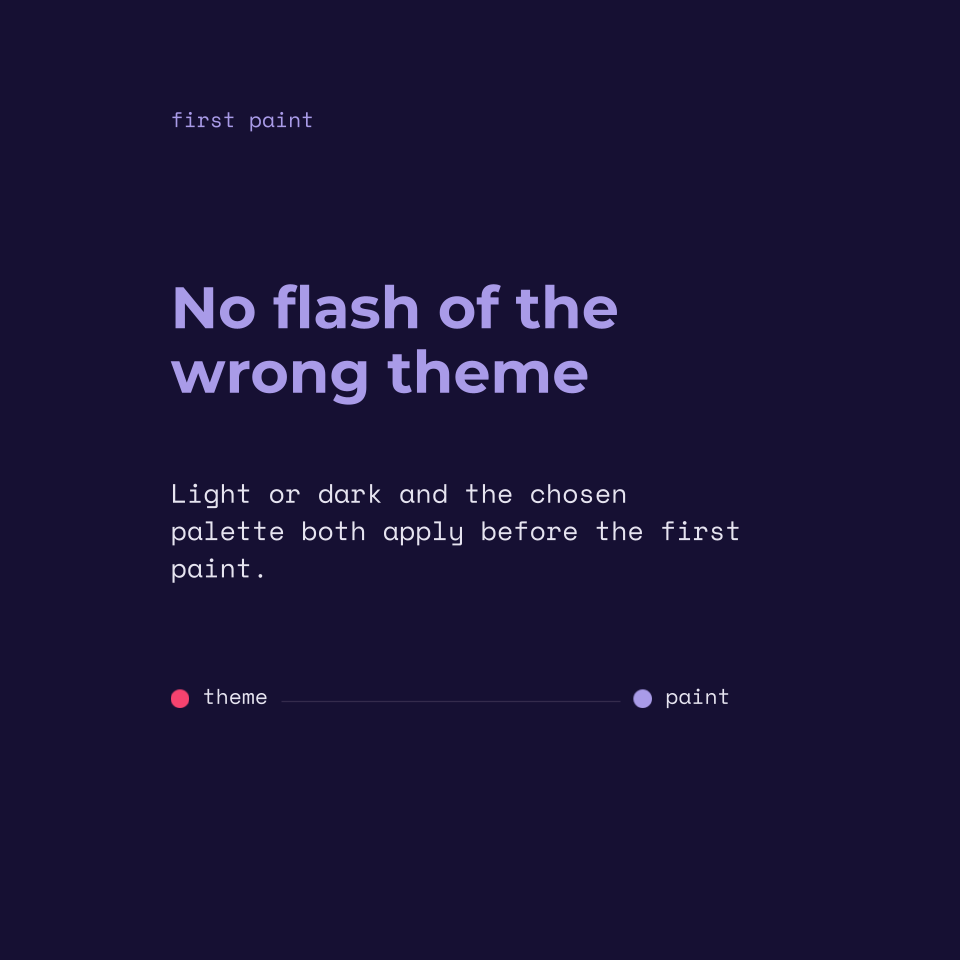 first paint
No flash of the
wrong theme
Light or dark and the chosen
palette both apply before the first
paint.
theme
paint